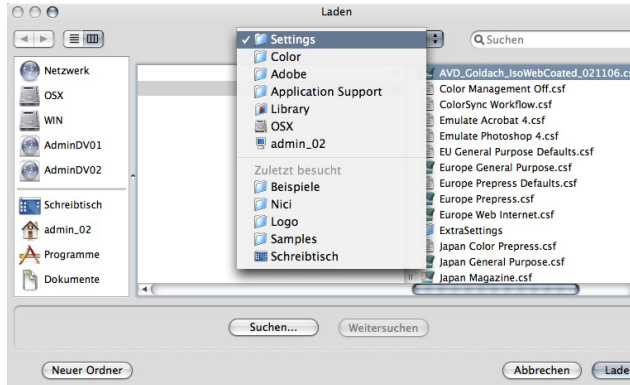 Laden
Suchen
Netzwerk
OSX
WIN
AdminDV01
AdminDV02
Schreibtisch
admin_02
Programme
Dokumente
✓ Settings
Color
Adobe
Application Support
Library
OSX
admin_02
Zuletzt besucht
Beispiele
Nici
Logo
Samples
Schreibtisch
AVD_Goldach_IsoWebCoated_021106.cs
Color Management Off.csf
ColorSync Workflow.csf
Emulate Acrobat 4.csf
Emulate Photoshop 4.csf
EU General Purpose Defaults.csf
Europe General Purpose.csf
Europe Prepress Defaults.csf
Europe Prepress.csf
Europe Web Internet.csf
ExtraSettings
Japan Color Prepress.csf
Japan General Purpose.csf
Japan Magazine.csf
Suchen...
Weitersuchen
Neuer Ordner
Abbrechen
Lade